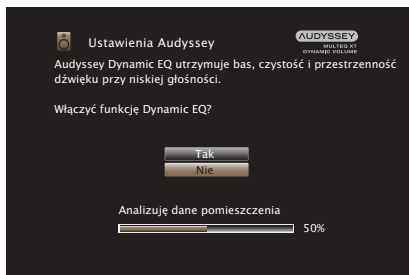 Ustawienia Audyssey
AUDYSSEY
MULTEQ XT
DYNAMIC VOLUME
Audyssey Dynamic EQ utrzymuje bas, czystość i przestrzenność
dźwięku przy niskiej głośności.
Włączyć funkcję Dynamic EQ?
Tak
Nie
Analizuję dane pomieszczenia
50%